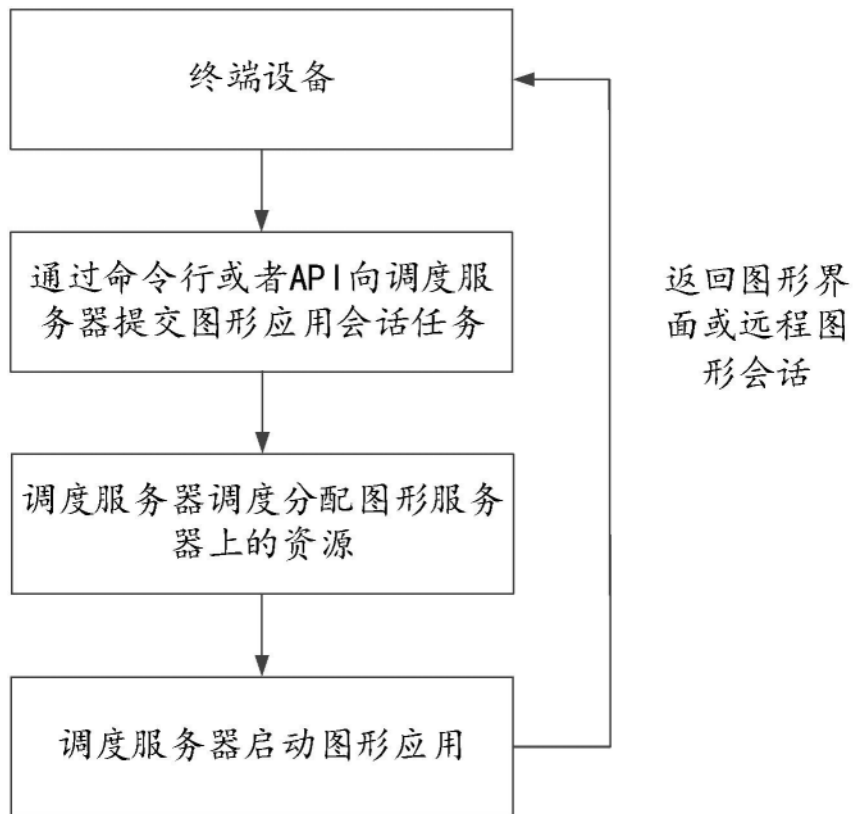 终端设备
通过命令行或者API向调度服
务器提交图形应用会话任务
返回图形界
面或远程图
形会话
调度服务器调度分配图形服务
器上的资源
调度服务器启动图形应用